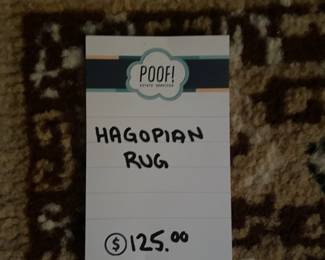 POOF!
ESTATE SERVICES
HAGOPIAN
RUG
$125.00